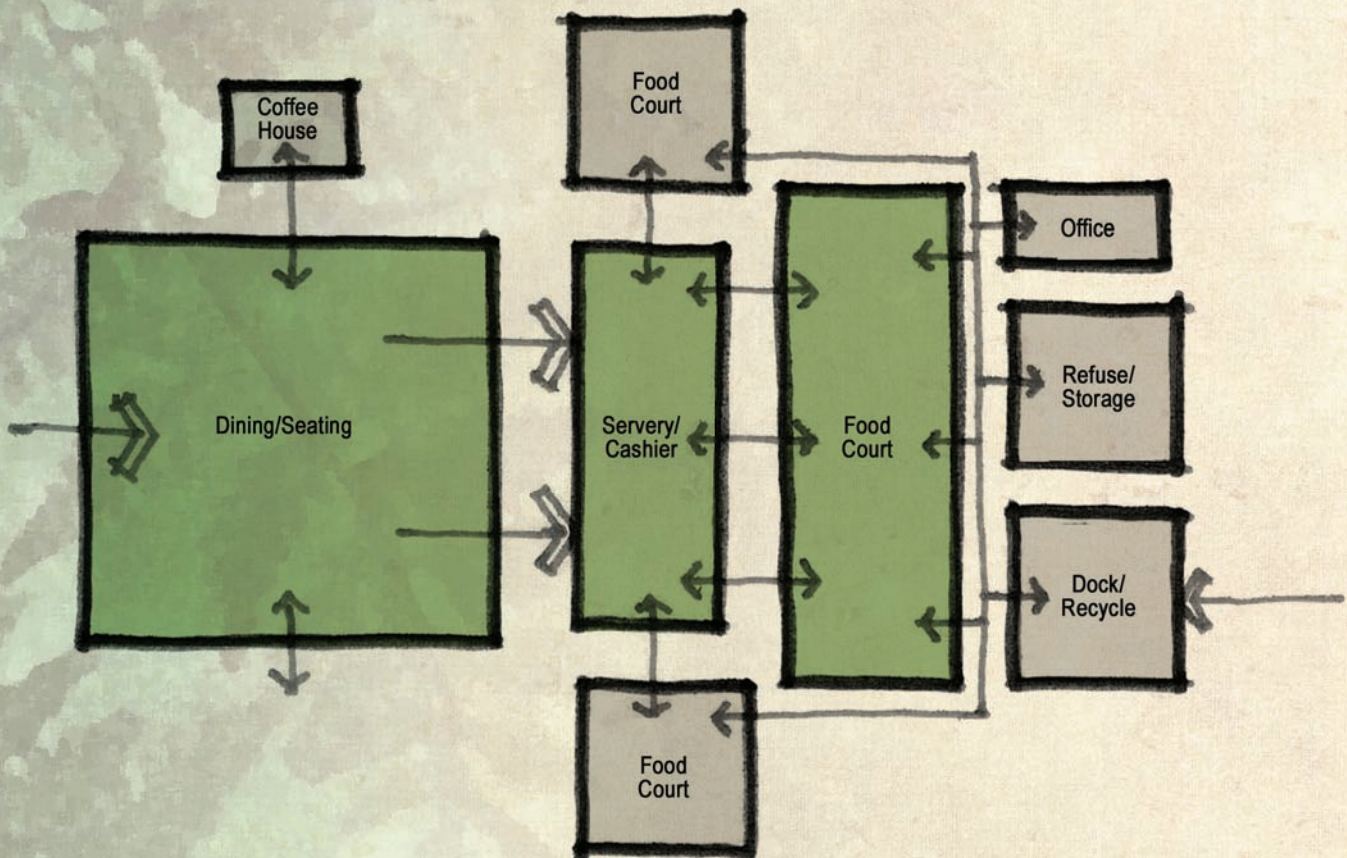 Food
Court
Coffee
House
Office
Refuse/
Storage
Dining/Seating
Servery/
Cashier
Food
Court
Dock/
Recycle
Food
Court